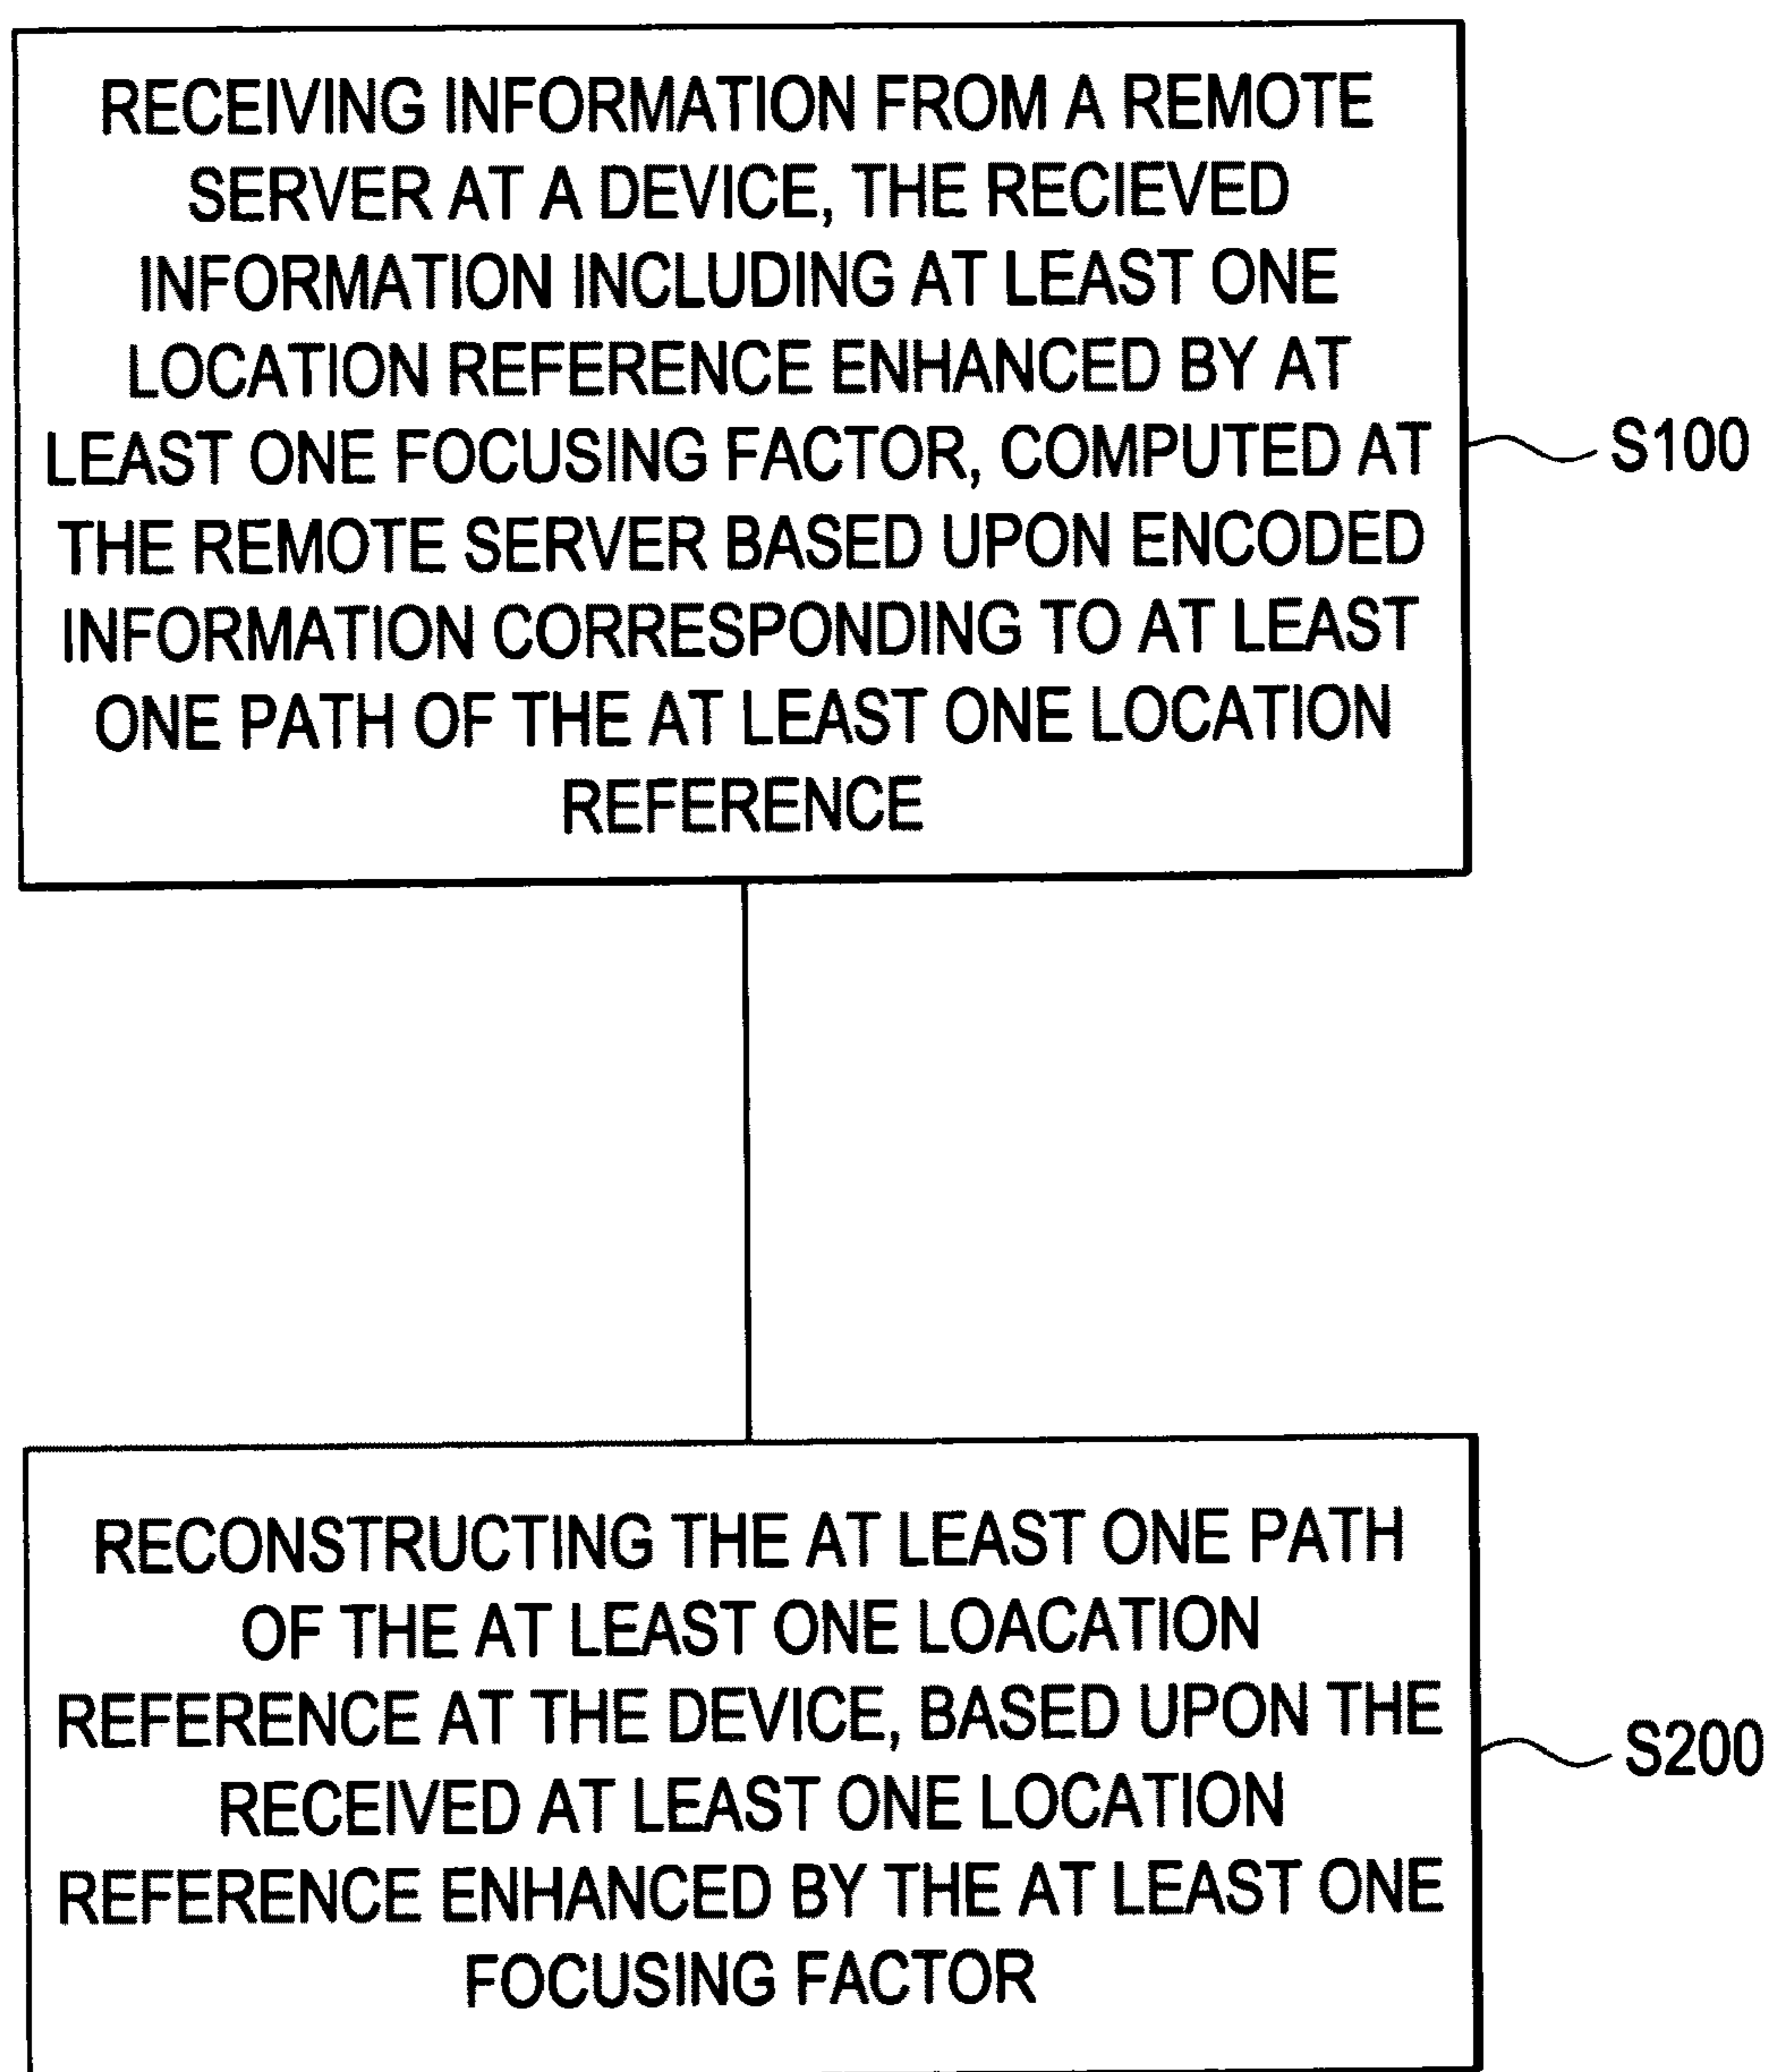 RECEIVING INFORMATION FROM A REMOTE
SERVER AT A DEVICE, THE RECIEVED
INFORMATION INCLUDING AT LEAST ONE
LOCATION REFERENCE ENHANCED BY AT
LEAST ONE FOCUSING FACTOR, COMPUTED AT
THE REMOTE SERVER BASED UPON ENCODED
INFORMATION CORRESPONDING TO AT LEAST
ONE PATH OF THE AT LEAST ONE LOCATION
REFERENCE
S100
RECONSTRUCTING THE AT LEAST ONE PATH
OF THE AT LEAST ONE LOACATION
REFERENCE AT THE DEVICE, BASED UPON THE
RECEIVED AT LEAST ONE LOCATION
REFERENCE ENHANCED BY THE AT LEAST ONE
FOCUSING FACTOR
S200